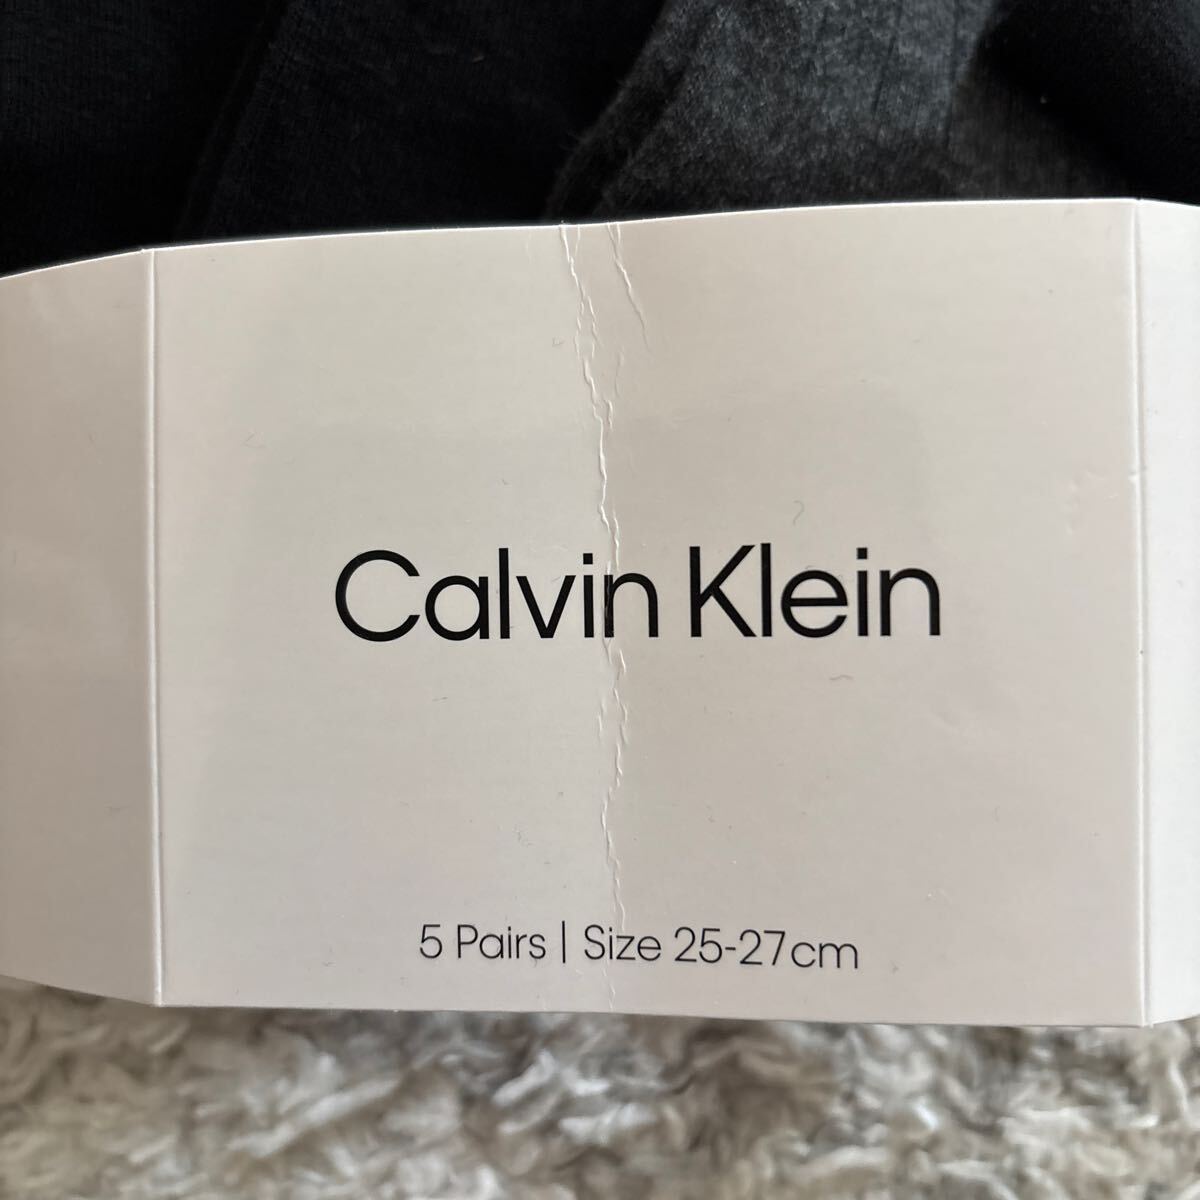 Calvin Klein
5 Pairs | Size 25-27cm